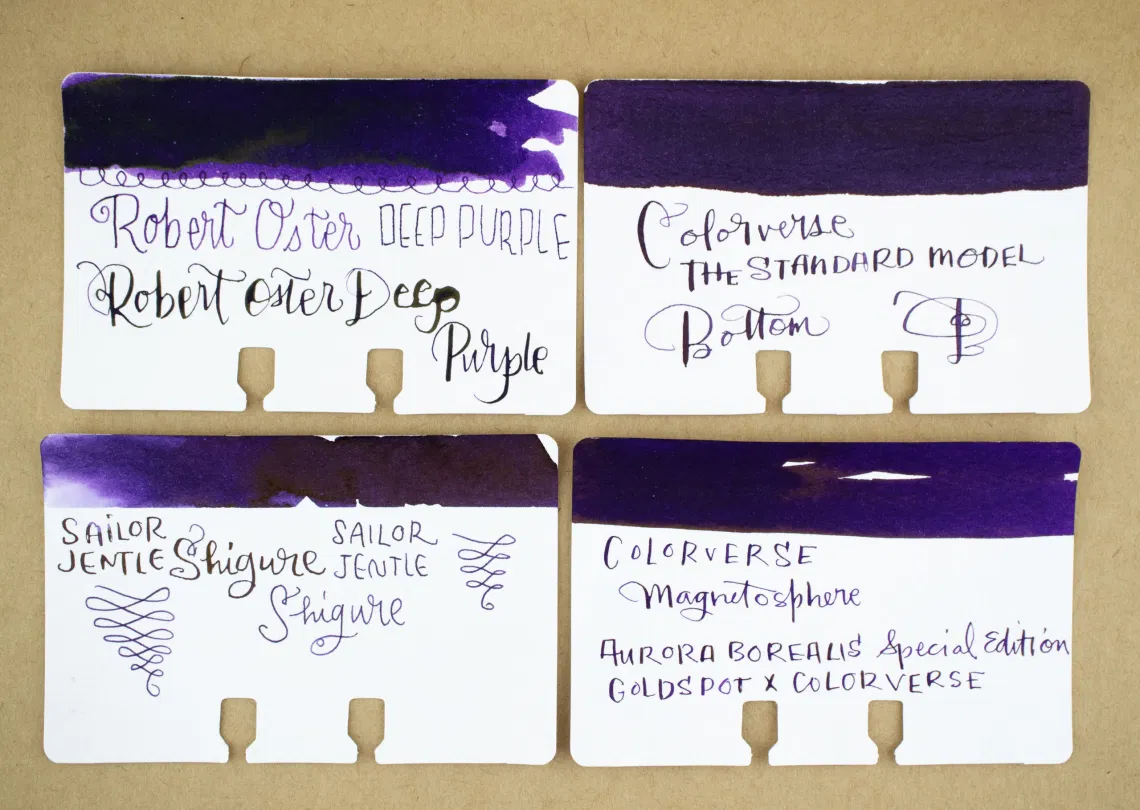 Robert Oster DEEP PURPLE
Robert Oster Deep
Purple
Colorverse
THE STANDARD MODEL
Bottom B
SAILOR
JENTLE Shigure
SAILOR
JENTLE
Shigure
COLORVERSE
Magnetosphere
AURORA BOREALIS Special Edition
GOLDSPOT X COLORVERSE